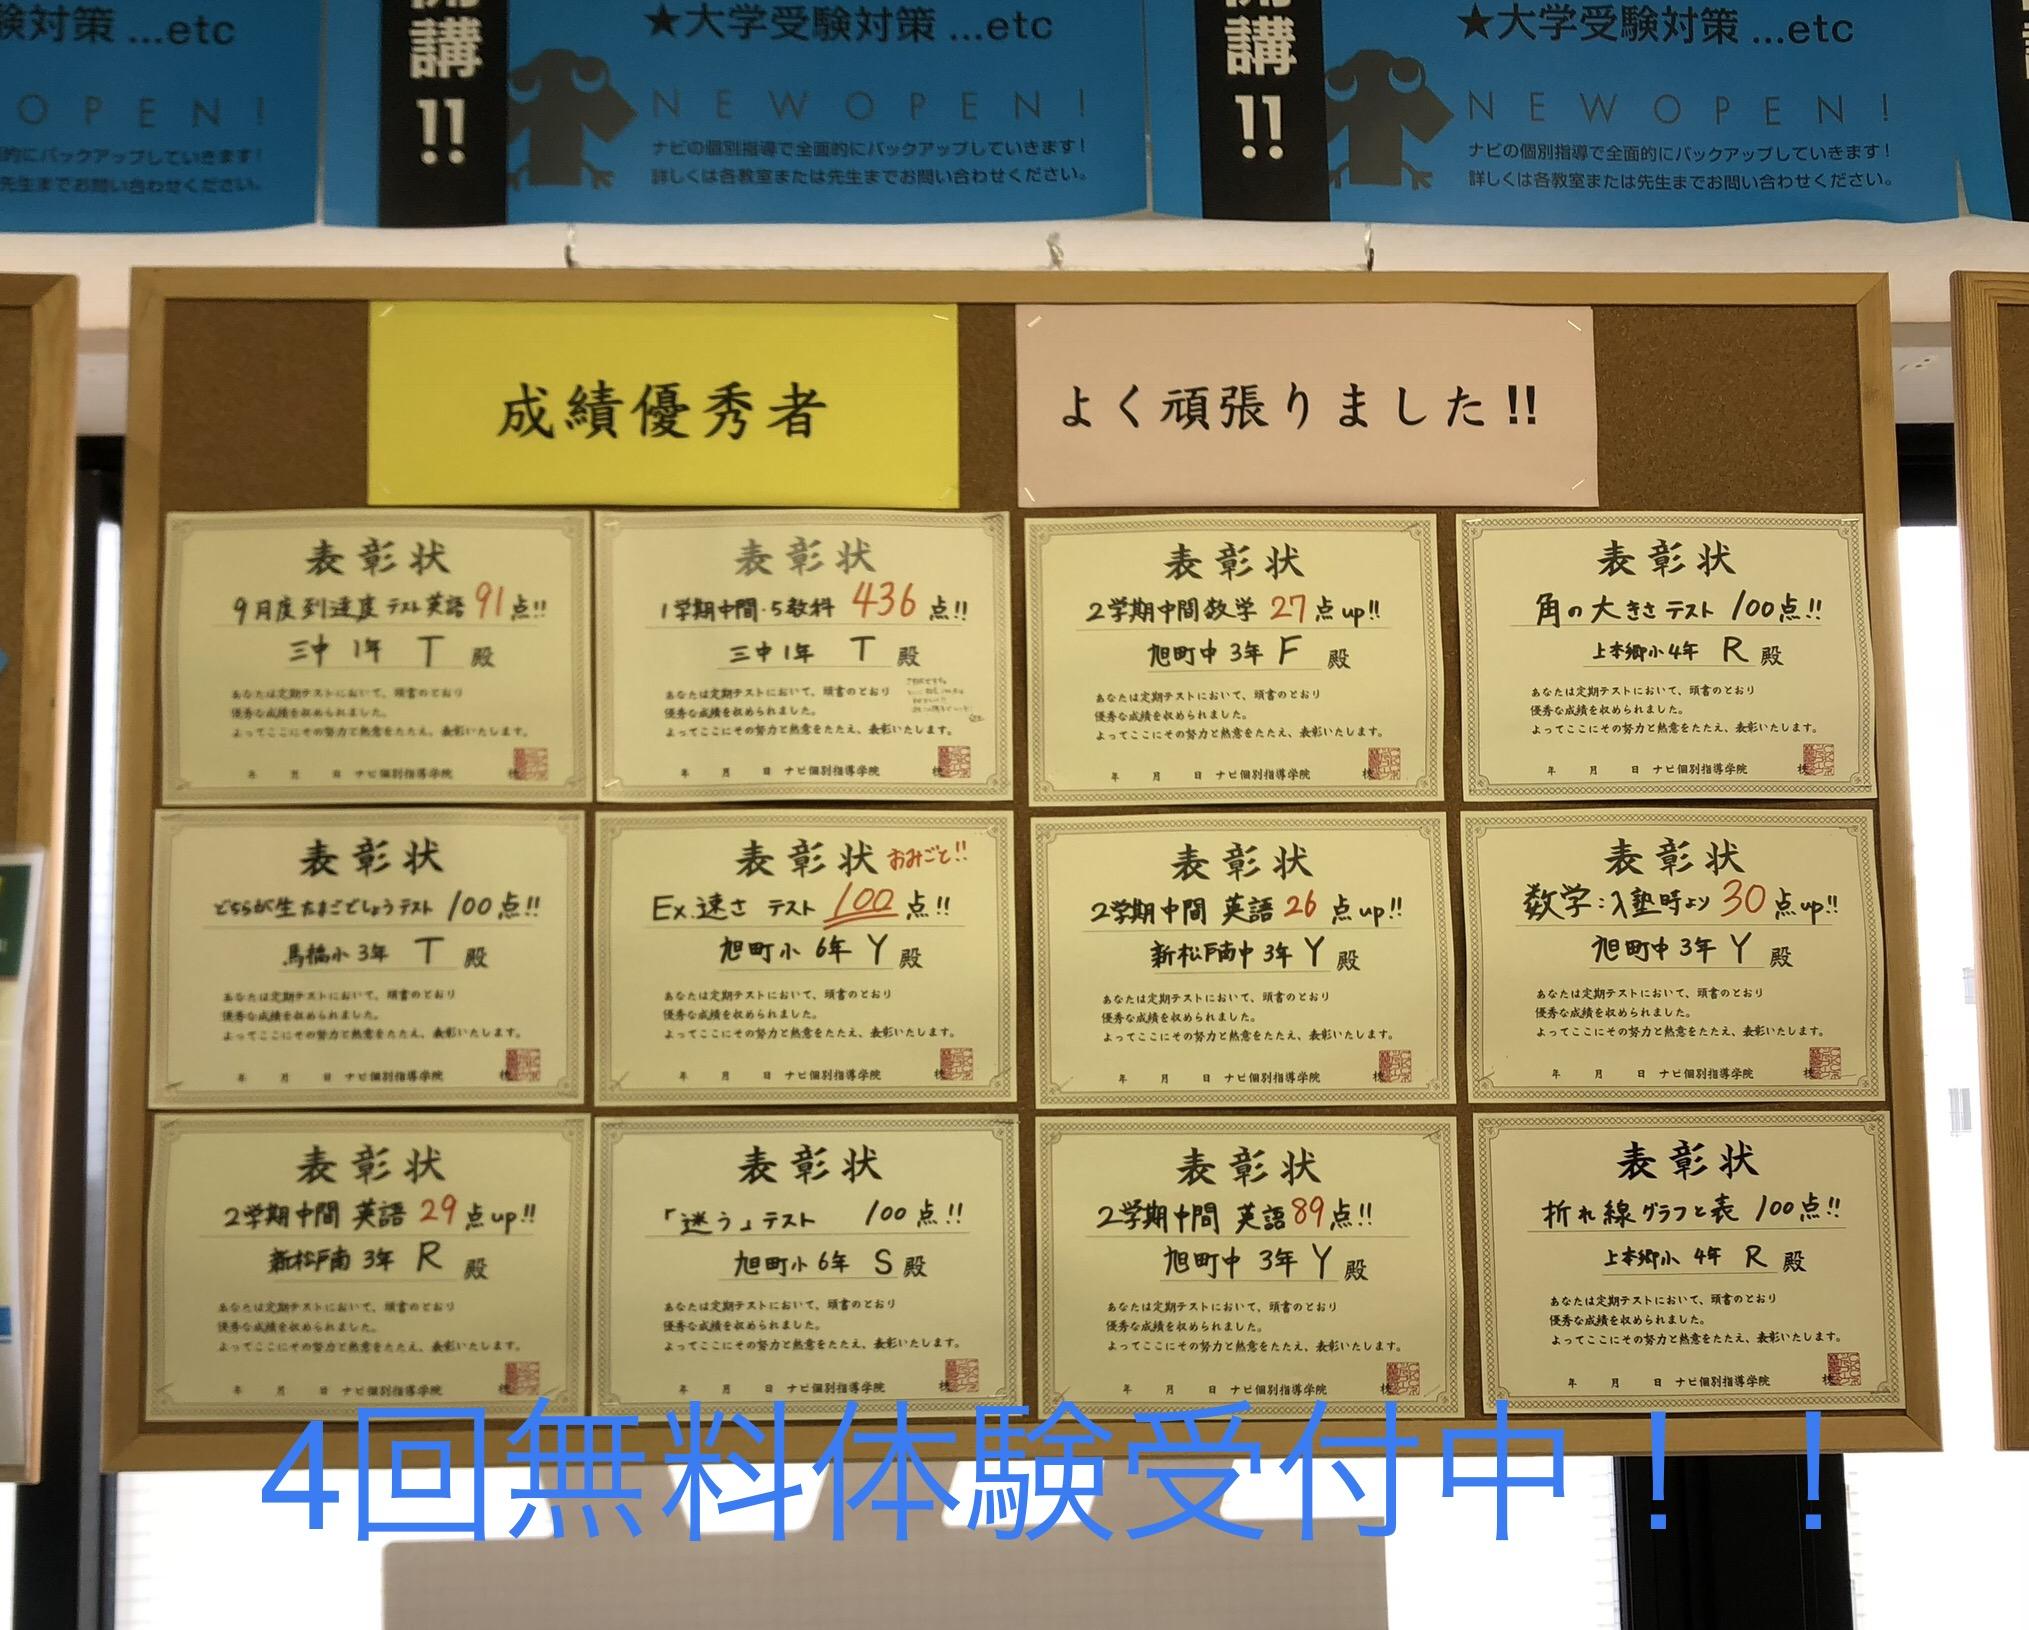 験対策 ...etc
OPEN!
的にバックアップしていきます!
先生までお問い合わせください。
開講!!
★大学受験対策 ...etc
NEW OPEN!
ナビの個別指導で全面的にバックアップしていきます!
詳しくは各教室または先生までお問い合わせください。
開講!!
★大学受験対策 ...etc
NEW OPEN!
ナビの個別指導で全面的にバックアップしていきます!
詳しくは各教室または先生までお問い合わせください。
成績優秀者
よく頑張りました!!
表彰状
9月度到達度テスト英語 91点!!
三中 1年 T 殿
あなたは定期テストにおいて、頭書のとおり
優秀な成績を収められました。
よってここにその努力と熱意をたたえ、表彰いたします。
年 月 日 ナビ個別指導学院
表彰状
1学期中間・5教科 436点!!
三中1年 T 殿
あなたは定期テストにおいて、頭書のとおり
優秀な成績を収められました。
よってここにその努力と熱意をたたえ、表彰いたします。
年 月 日 ナビ個別指導学院
表彰状
2学期中間数学 27点up!!
旭町中 3年 F 殿
あなたは定期テストにおいて、頭書のとおり
優秀な成績を収められました。
よってここにその努力と熱意をたたえ、表彰いたします。
年 月 日 ナビ個別指導学院
表彰状
角の大きさテスト 100点!!
上本郷小4年 R 殿
あなたは定期テストにおいて、頭書のとおり
優秀な成績を収められました。
よってここにその努力と熱意をたたえ、表彰いたします。
年 月 日 ナビ個別指導学院
表彰状
どちらが生たまごでしょうテスト 100点!!
馬橋小3年 T 殿
あなたは定期テストにおいて、頭書のとおり
優秀な成績を収められました。
よってここにその努力と熱意をたたえ、表彰いたします。
年 月 日 ナビ個別指導学院
表彰状 おみごと!!
Ex.速さ テスト 100点!!
旭町小 6年 Y 殿
あなたは定期テストにおいて、頭書のとおり
優秀な成績を収められました。
よってここにその努力と熱意をたたえ、表彰いたします。
年 月 日 ナビ個別指導学院
表彰状
2学期中間 英語 26点up!!
新松戸南中 3年 Y 殿
あなたは定期テストにおいて、頭書のとおり
優秀な成績を収められました。
よってここにその努力と熱意をたたえ、表彰いたします。
年 月 日 ナビ個別指導学院
表彰状
数学:入塾時より 30点up!!
旭町中 3年 Y 殿
あなたは定期テストにおいて、頭書のとおり
優秀な成績を収められました。
よってここにその努力と熱意をたたえ、表彰いたします。
年 月 日 ナビ個別指導学院
表彰状
2学期中間 英語 29点up!!
新松戸南 3年 R 殿
あなたは定期テストにおいて、頭書のとおり
優秀な成績を収められました。
よってここにその努力と熱意をたたえ、表彰いたします。
年 月 日 ナビ個別指導学院
表彰状
「迷う」テスト 100点!!
旭町小6年 S 殿
あなたは定期テストにおいて、頭書のとおり
優秀な成績を収められました。
よってここにその努力と熱意をたたえ、表彰いたします。
年 月 日 ナビ個別指導学院
表彰状
2学期中間 英語89点!!
旭町中 3年 Y 殿
あなたは定期テストにおいて、頭書のとおり
優秀な成績を収められました。
よってここにその努力と熱意をたたえ、表彰いたします。
年 月 日 ナビ個別指導学院
表彰状
折れ線グラフと表 100点!!
上本郷小 4年 R 殿
あなたは定期テストにおいて、頭書のとおり
優秀な成績を収められました。
よってここにその努力と熱意をたたえ、表彰いたします。
年 月 日 ナビ個別指導学院
4回無料体験受付中！！